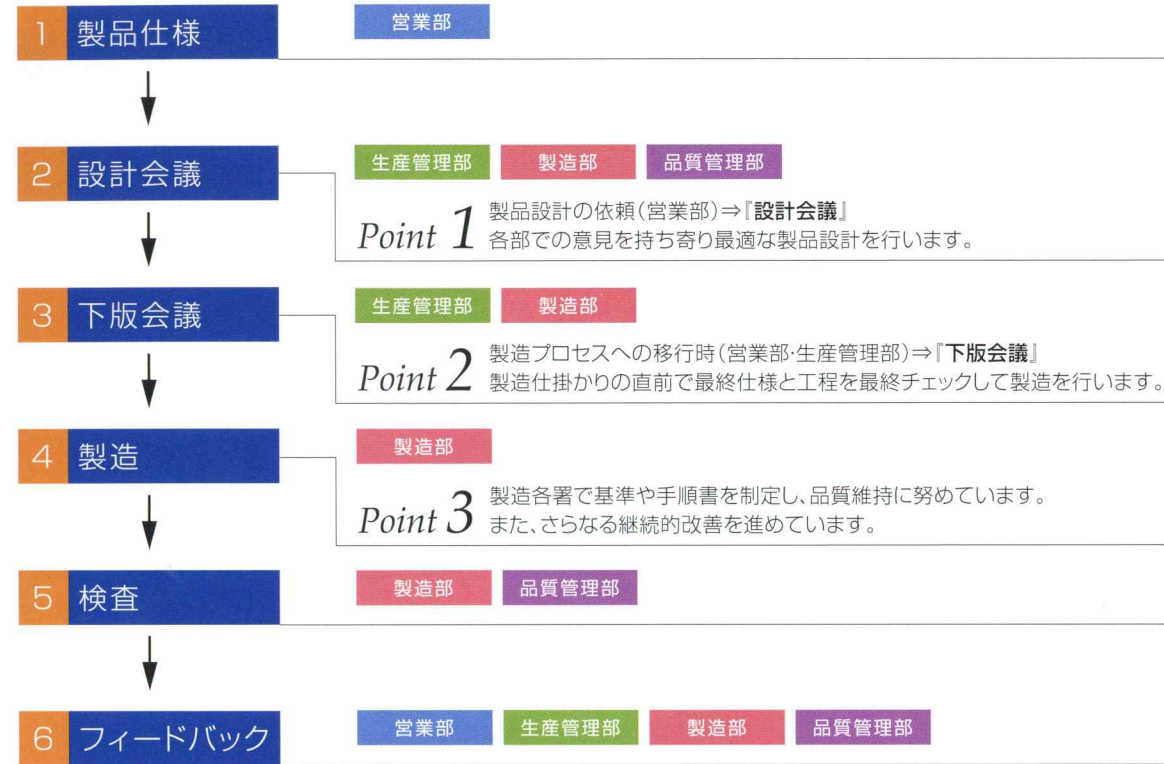 1 製品仕様 営業部
2 設計会議 生産管理部 製造部 品質管理部
Point 1 製品設計の依頼(営業部)⇒『設計会議』
各部での意見を持ち寄り最適な製品設計を行います。
3 下版会議 生産管理部 製造部
Point 2 製造プロセスへの移行時(営業部・生産管理部)⇒『下版会議』
製造仕掛かりの直前で最終仕様と工程を最終チェックして製造を行います。
4 製造 製造部
Point 3 製造各署で基準や手順書を制定し、品質維持に努めています。
また、さらなる継続的改善を進めています。
5 検査 製造部 品質管理部
6 フィードバック 営業部 生産管理部 製造部 品質管理部